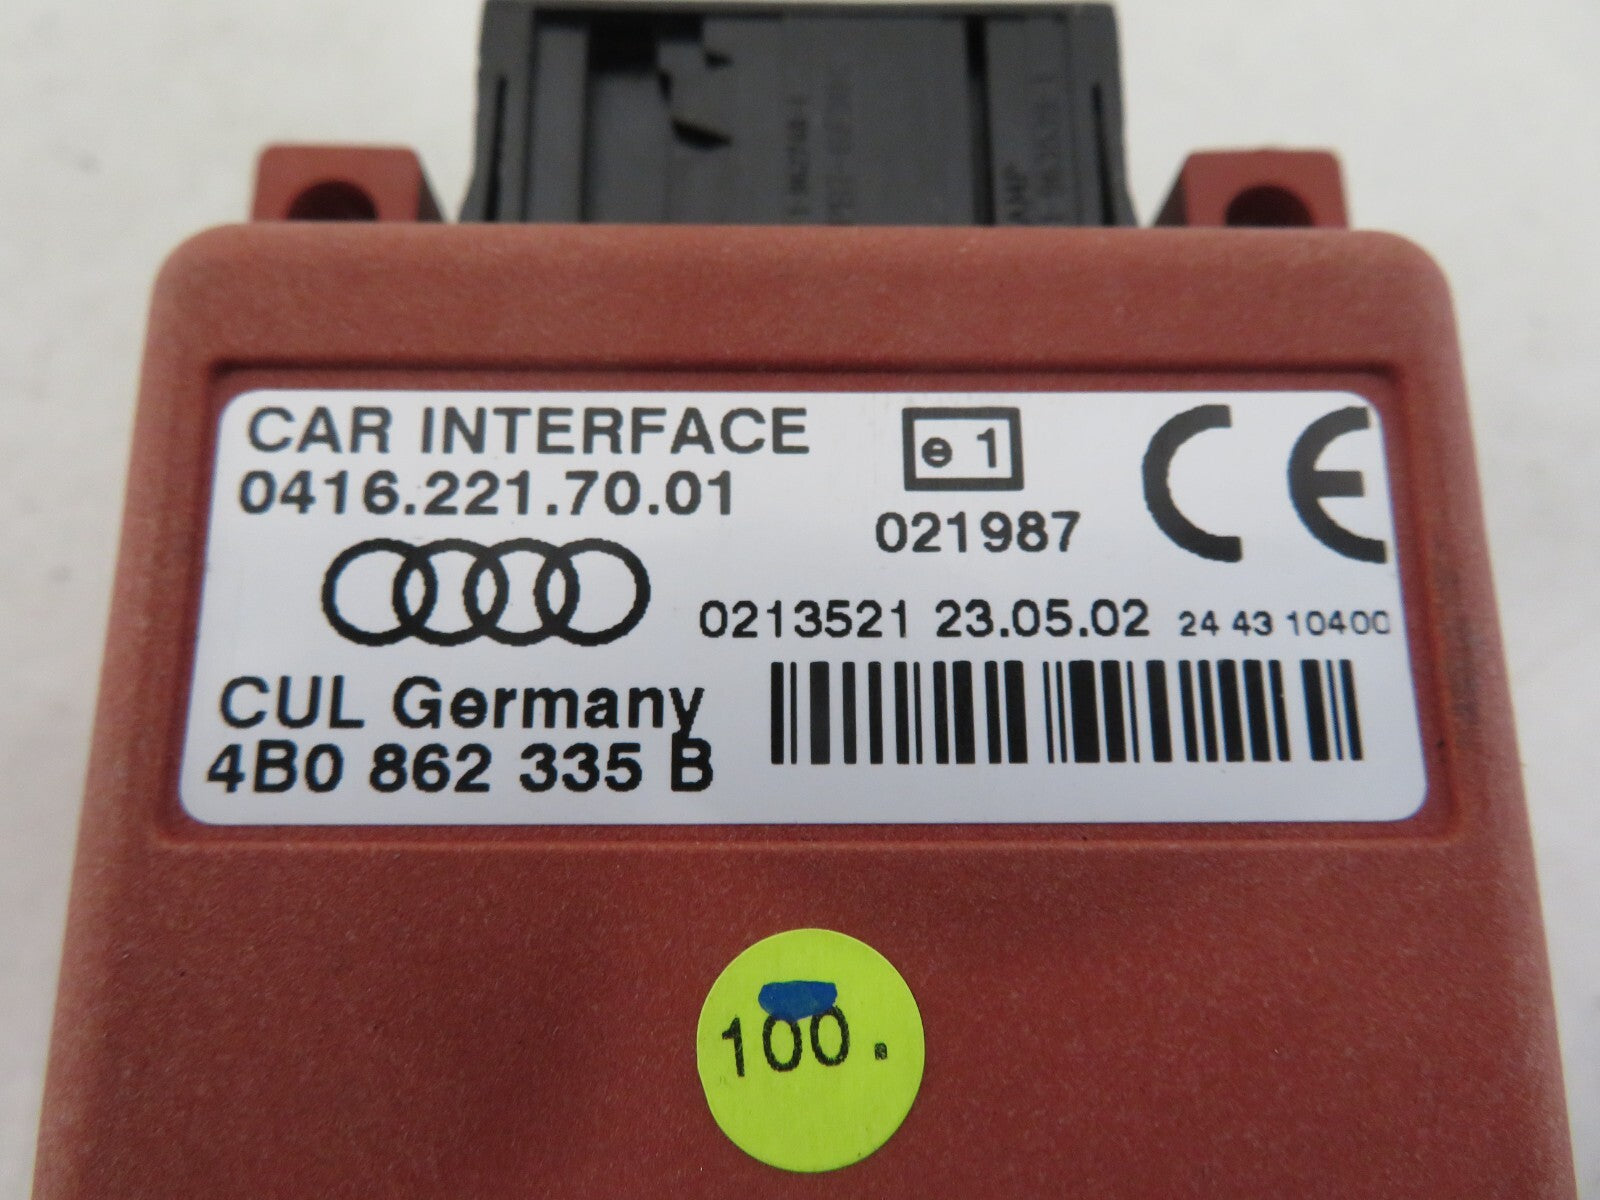 AMP
CAR INTERFACE
0416.221.70.01
e 1
021987
CE
0213521 23.05.02 24 43 10400
CUL Germany
4B0 862 335 B
100.